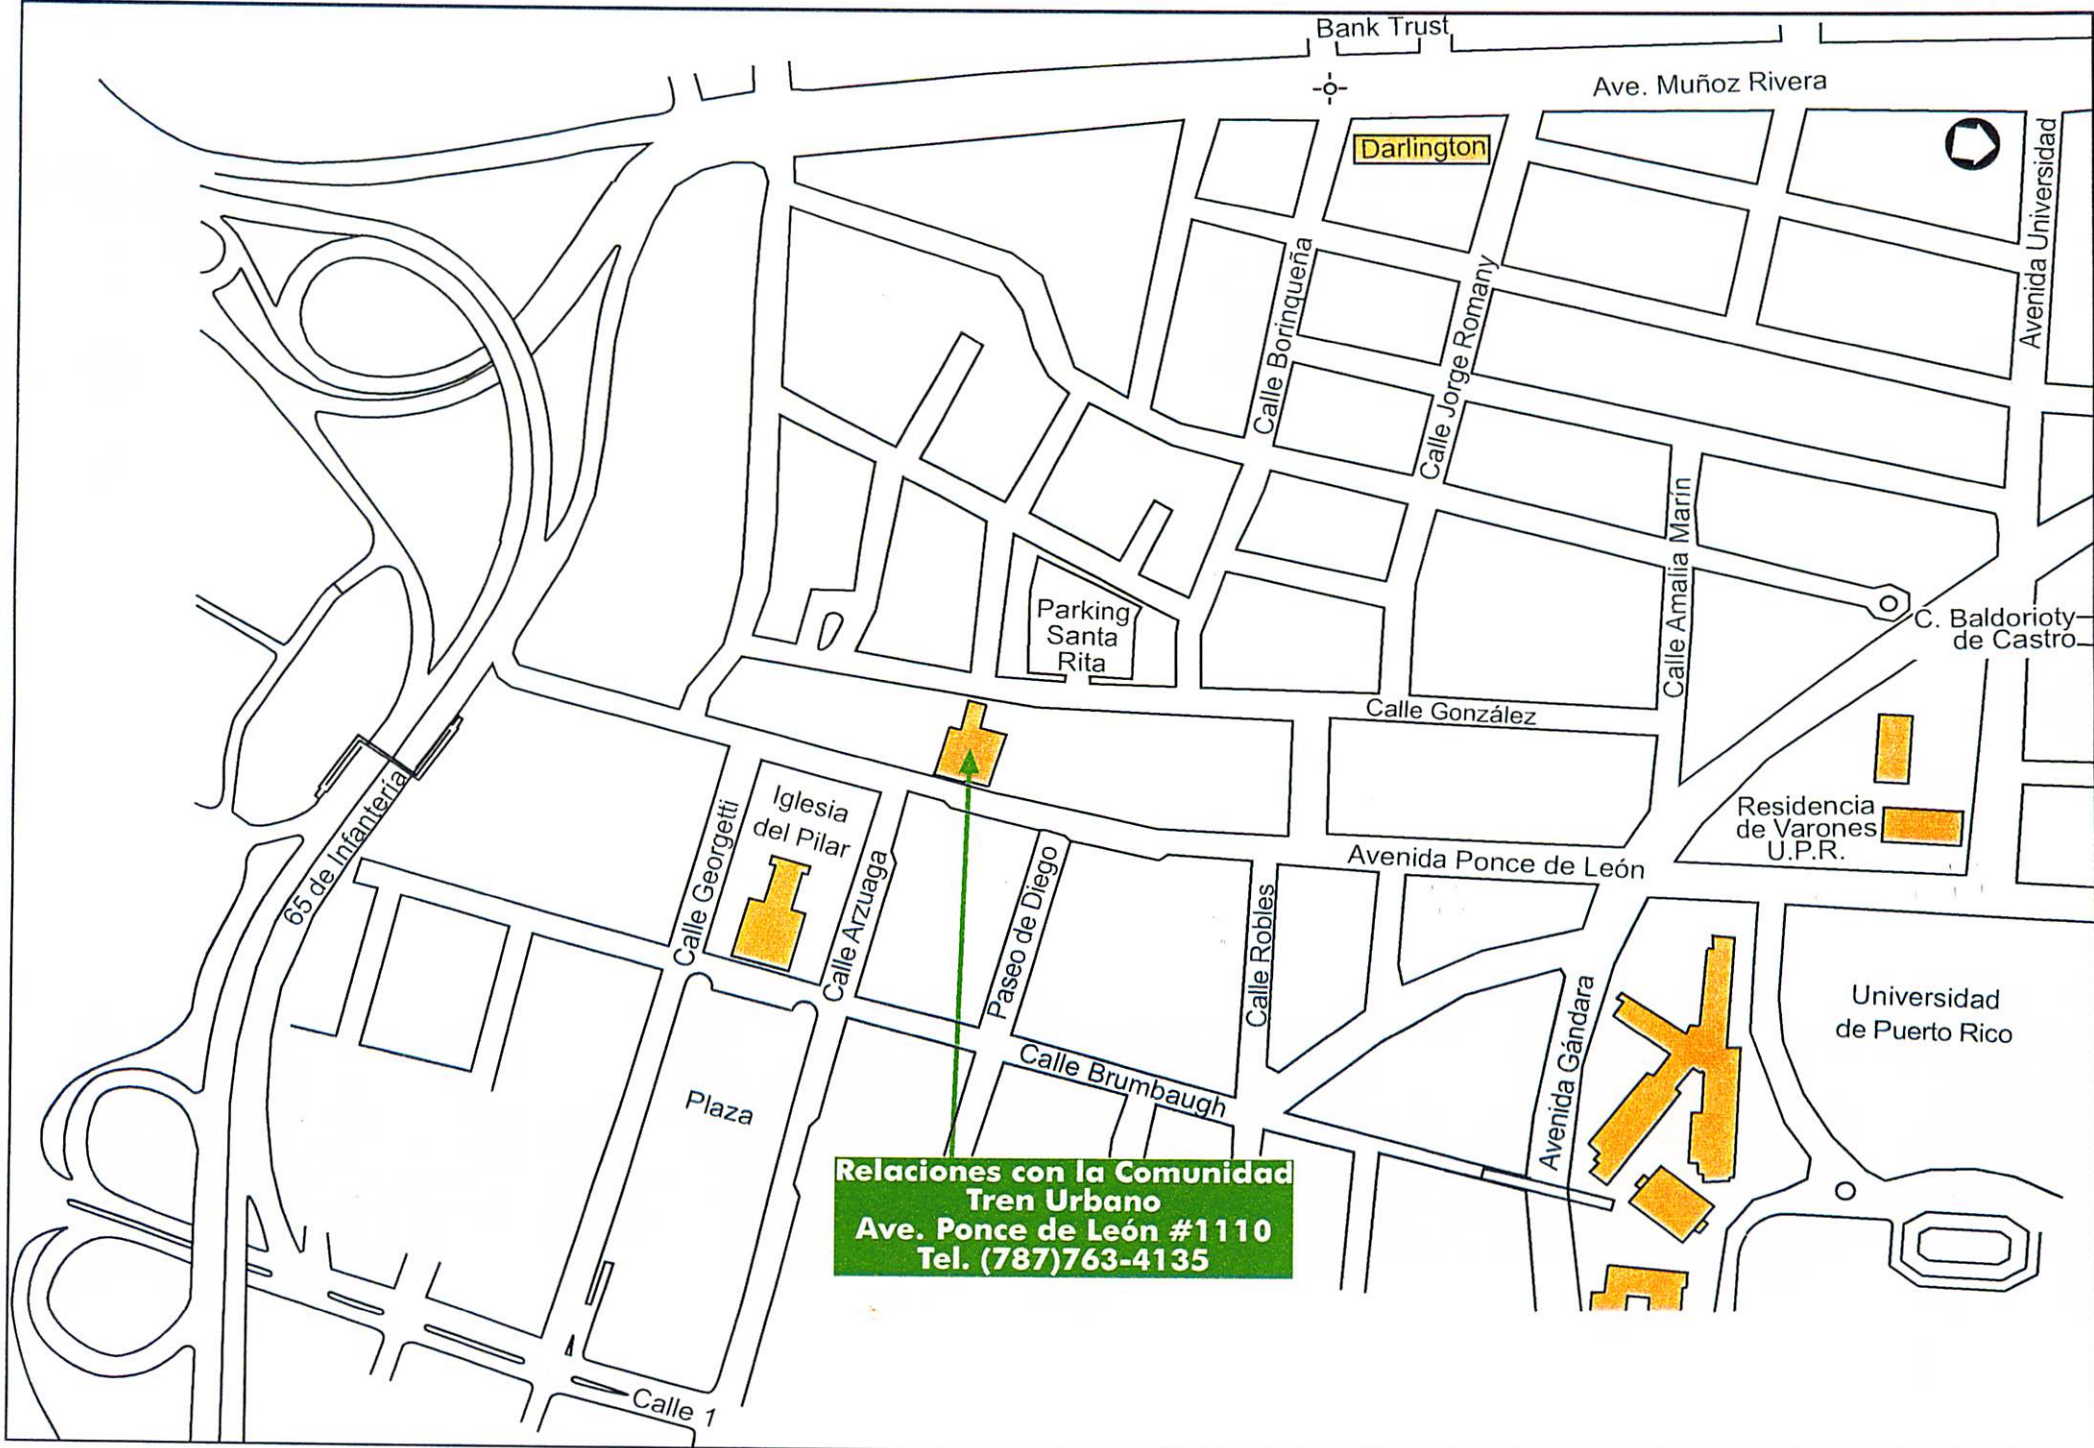 Bank Trust
Ave. Muñoz Rivera
Darlington
Avenida Universidad
Calle Borinqueña
Calle Jorge Romany
Calle Amalia Marín
Parking
Santa
Rita
C. Baldorioty
de Castro
Calle González
Residencia
de Varones
U.P.R.
Iglesia
del Pilar
Avenida Ponce de León
65 de Infantería
Calle Georgetti
Calle Arzuaga
Paseo de Diego
Calle Robles
Avenida Gándara
Universidad
de Puerto Rico
Calle Brumbaugh
Plaza
Relaciones con la Comunidad
Tren Urbano
Ave. Ponce de León #1110
Tel. (787)763-4135
Calle 1